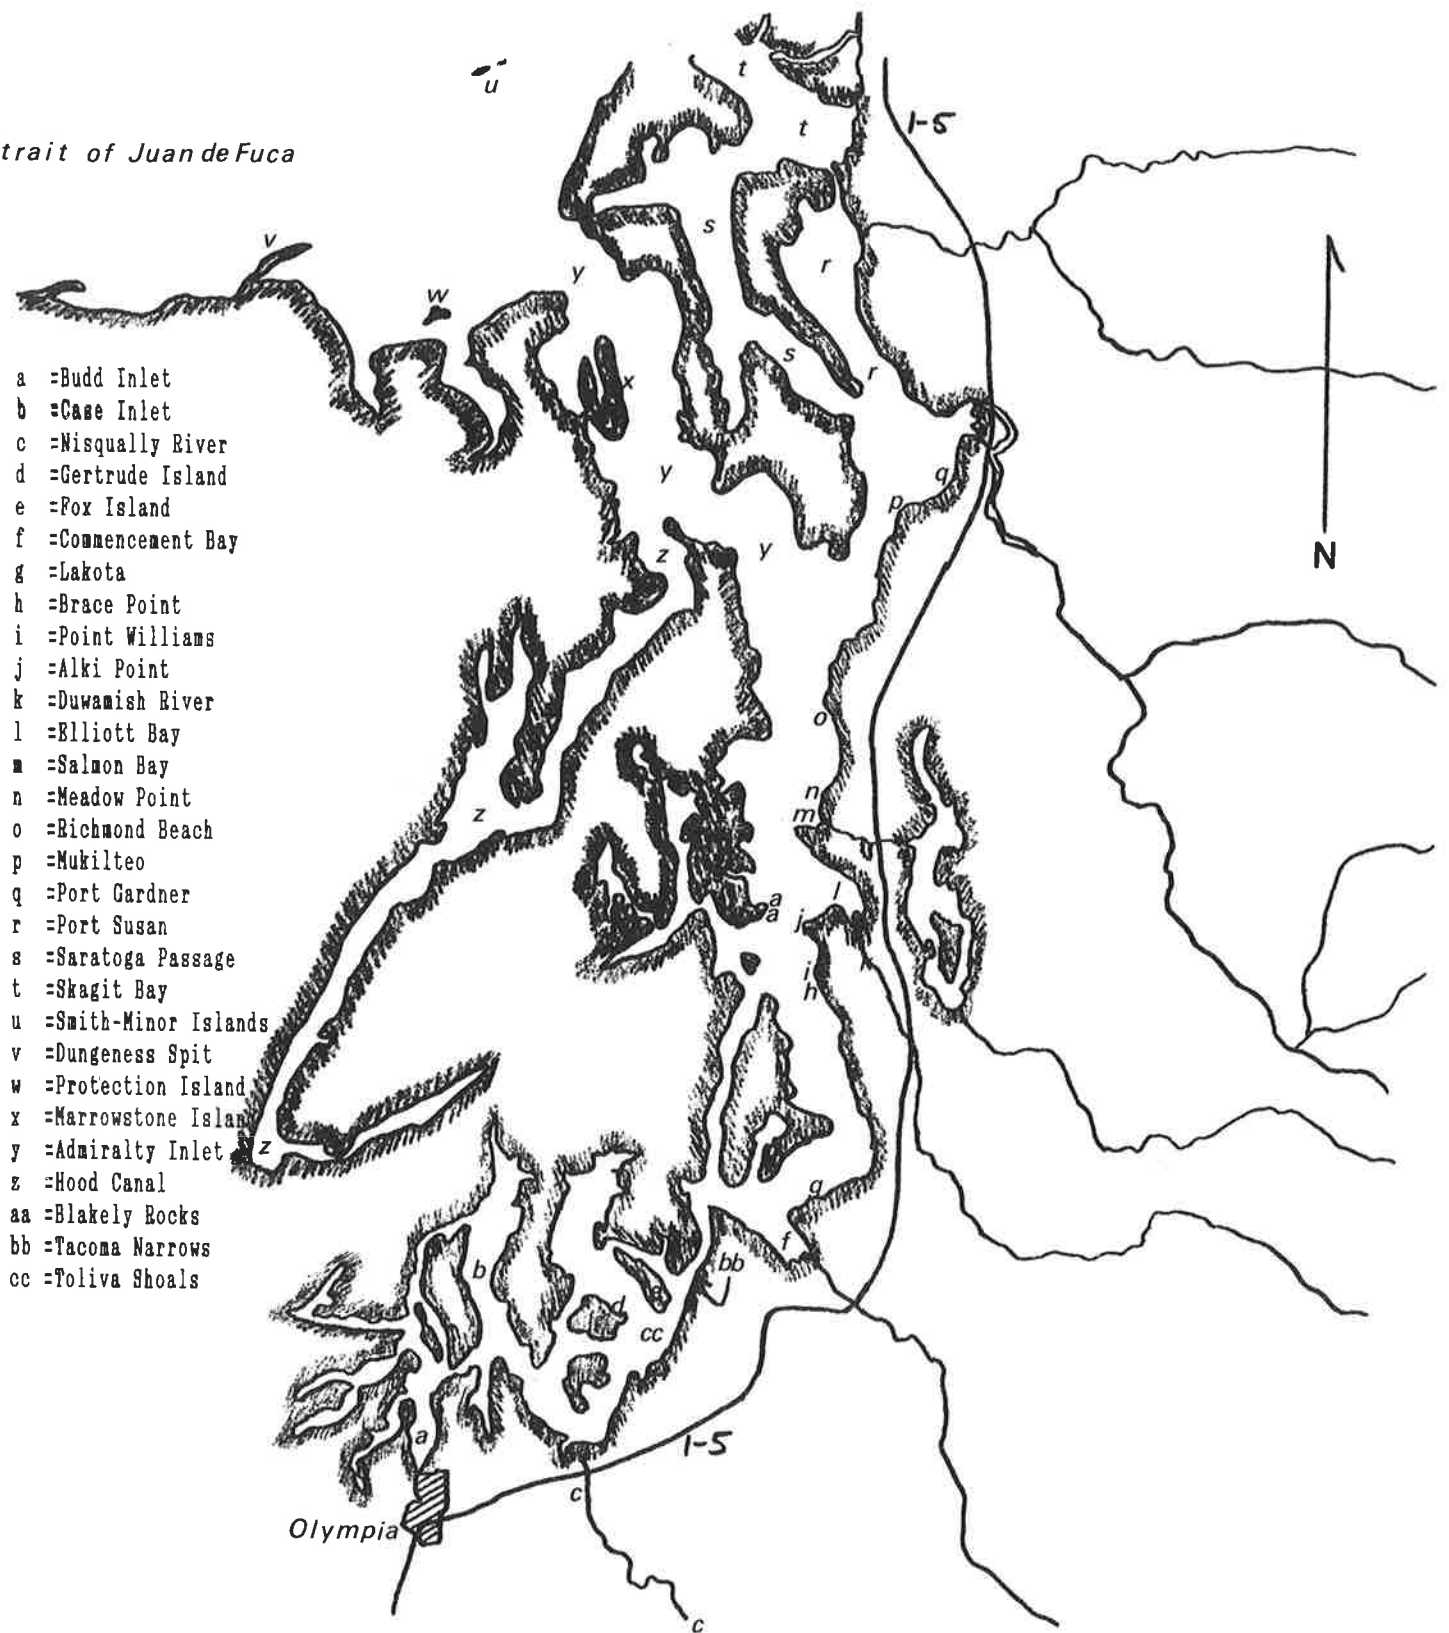 u
t
t
I-5
trait of Juan de Fuca
s
v
r
y
w
s
x
r
a =Budd Inlet
b =Case Inlet
c =Nisqually River
d =Gertrude Island
e =Fox Island
f =Commencement Bay
g =Lakota
h =Brace Point
i =Point Williams
j =Alki Point
k =Duwamish River
l =Elliott Bay
m =Salmon Bay
n =Meadow Point
o =Richmond Beach
p =Mukilteo
q =Port Gardner
r =Port Susan
s =Saratoga Passage
t =Skagit Bay
u =Smith-Minor Islands
v =Dungeness Spit
w =Protection Island
x =Marrowstone Islan
y =Admiralty Inlet
z =Hood Canal
aa =Blakely Rocks
bb =Tacoma Narrows
cc =Toliva Shoals
y
q
p
y
z
N
o
n
m
z
l
a
a
j
k
i
h
z
g
f
b
bb
e
d
cc
a
I-5
c
Olympia
c